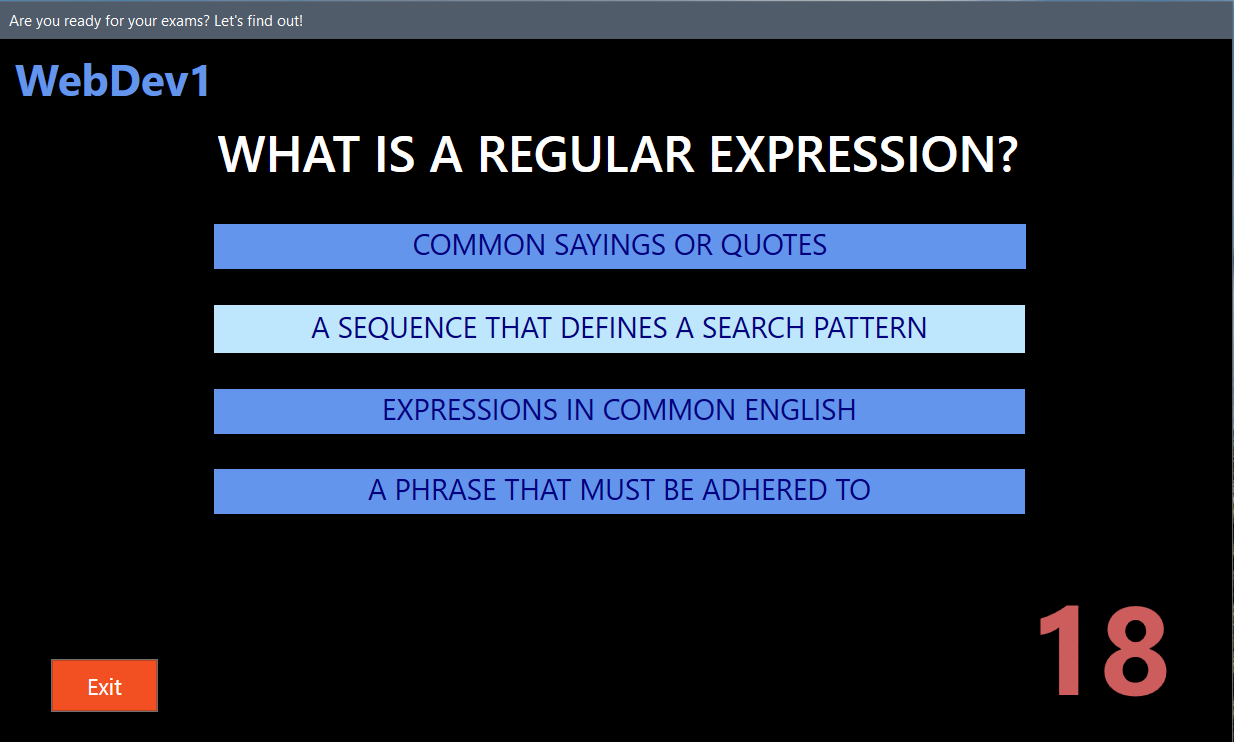 Are you ready for your exams? Let's find out!
WebDev1
WHAT IS A REGULAR EXPRESSION?
COMMON SAYINGS OR QUOTES
A SEQUENCE THAT DEFINES A SEARCH PATTERN
EXPRESSIONS IN COMMON ENGLISH
A PHRASE THAT MUST BE ADHERED TO
18
Exit